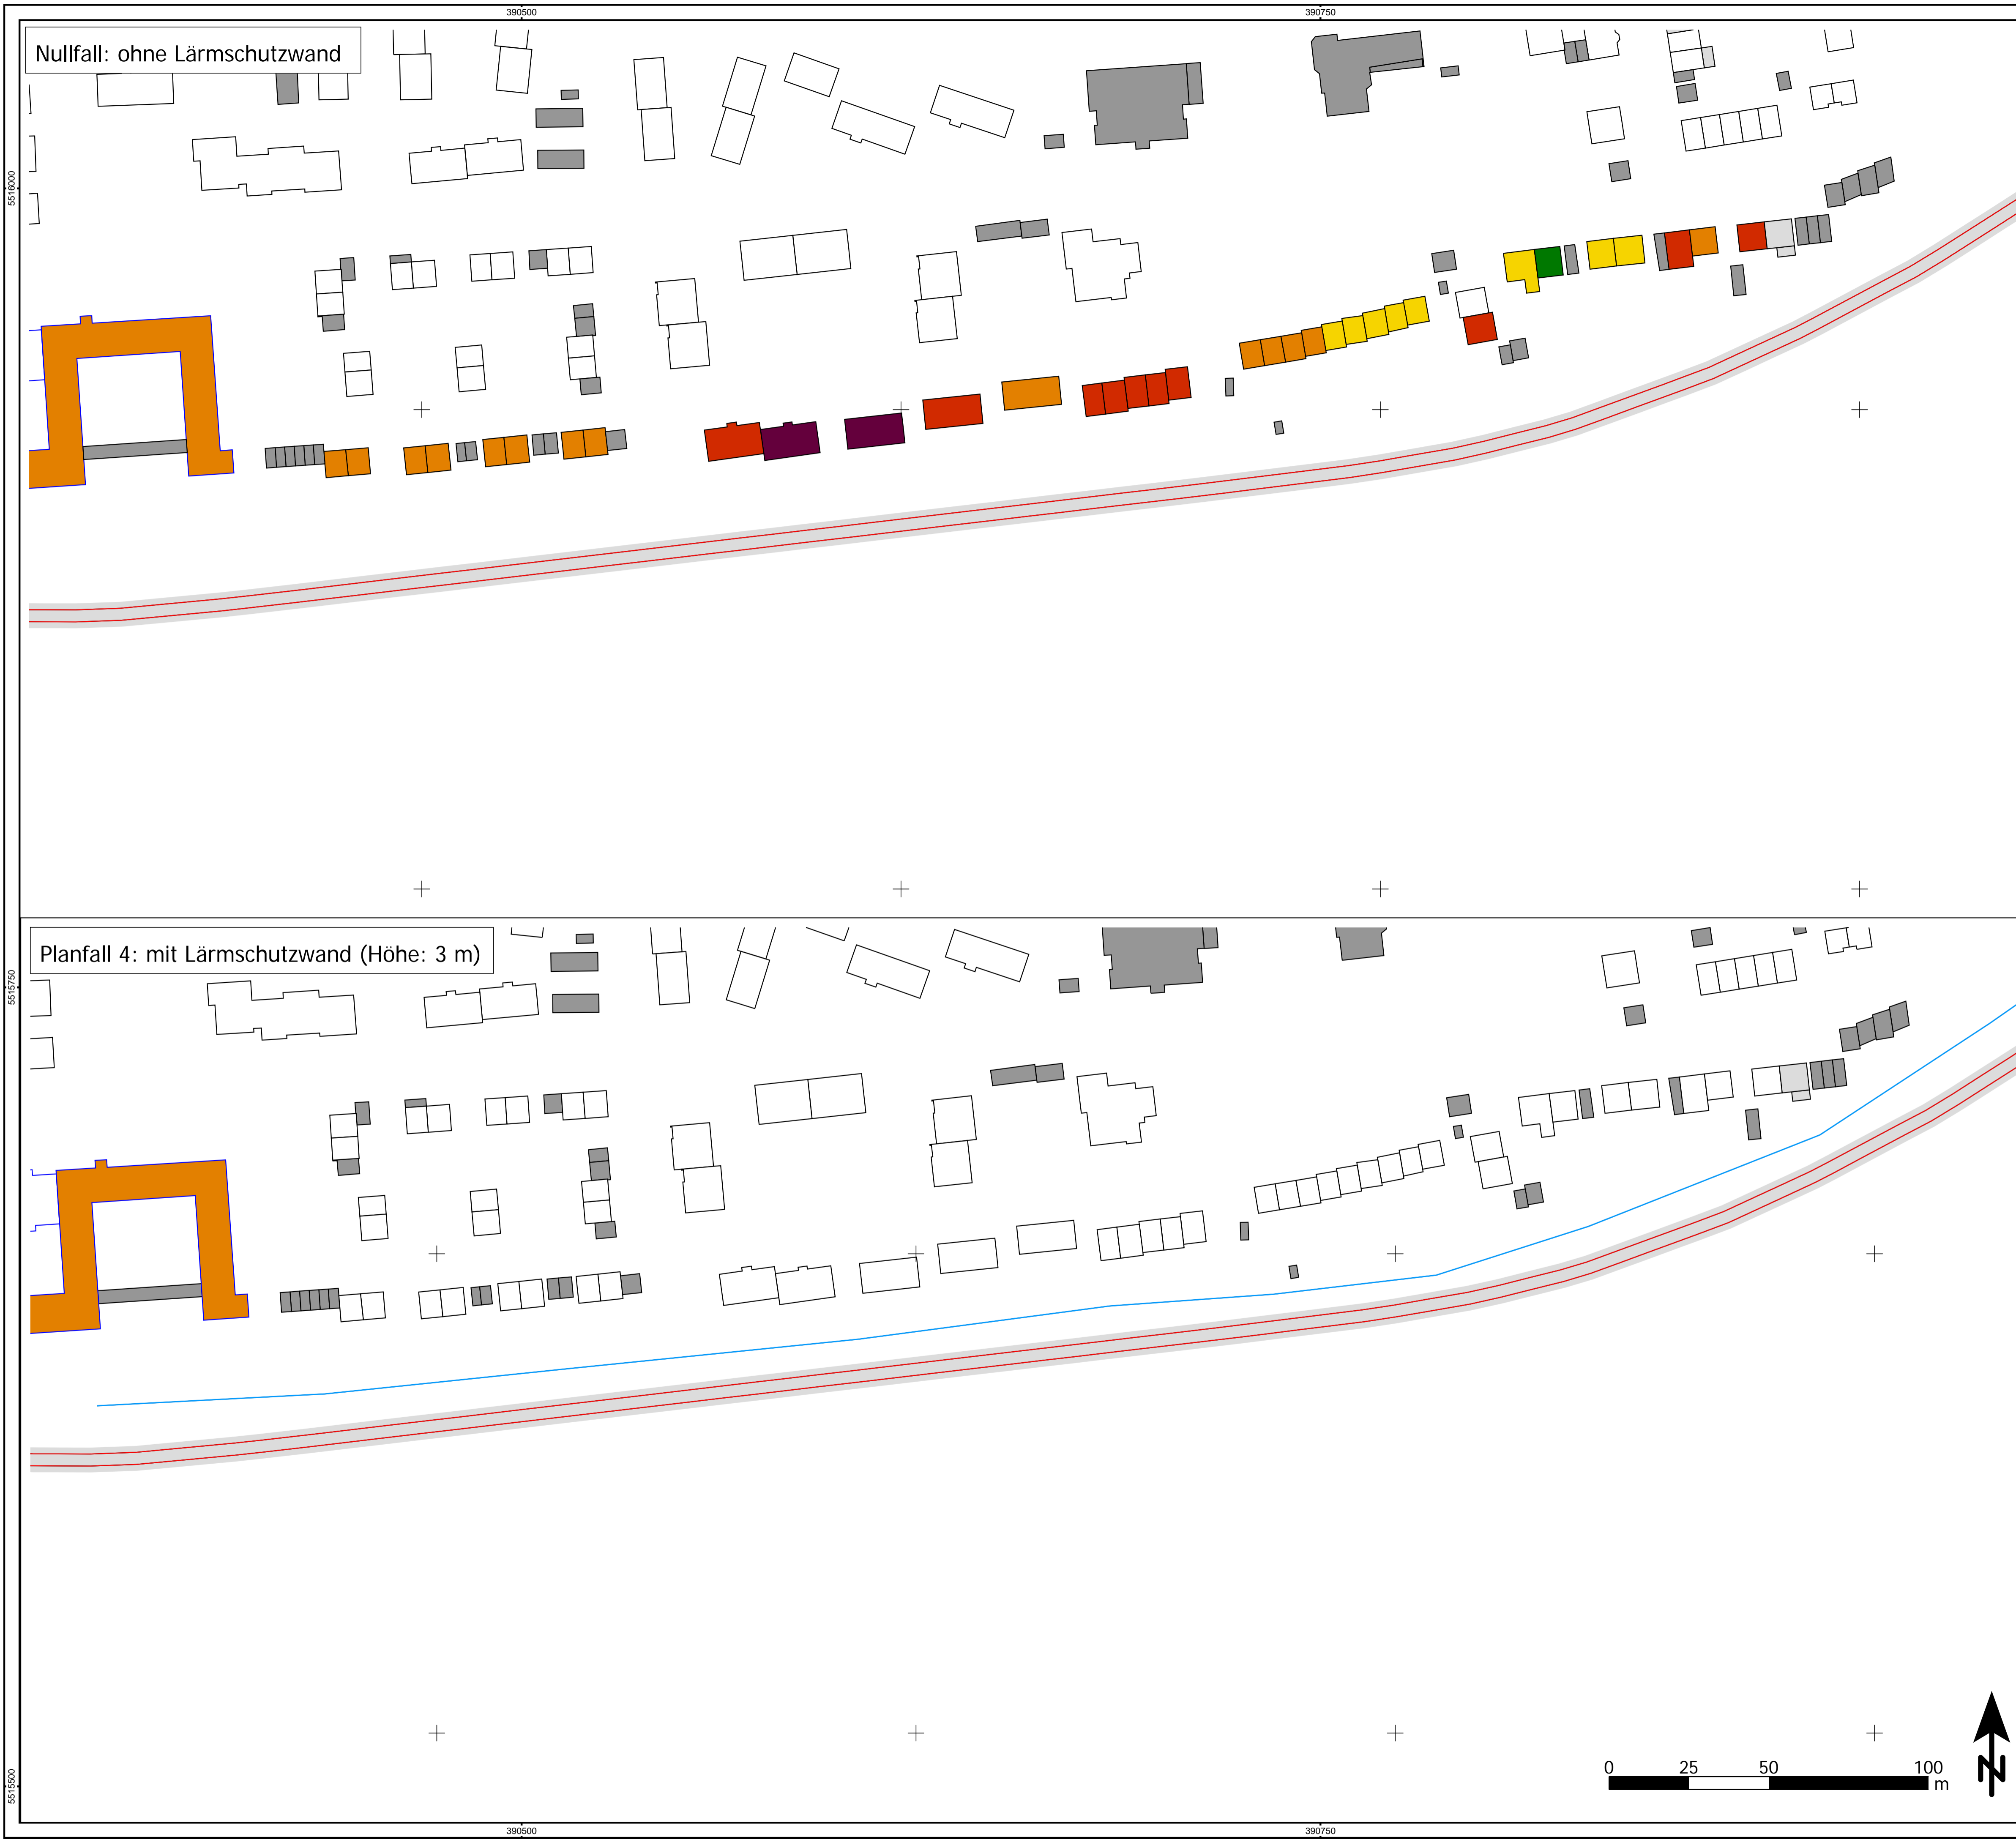 390500 390750
Nullfall: ohne Lärmschutzwand
5516000
Planfall 4: mit Lärmschutzwand (Höhe: 3 m)
5515750
0 25 50 100
m
N
5515500
390500 390750